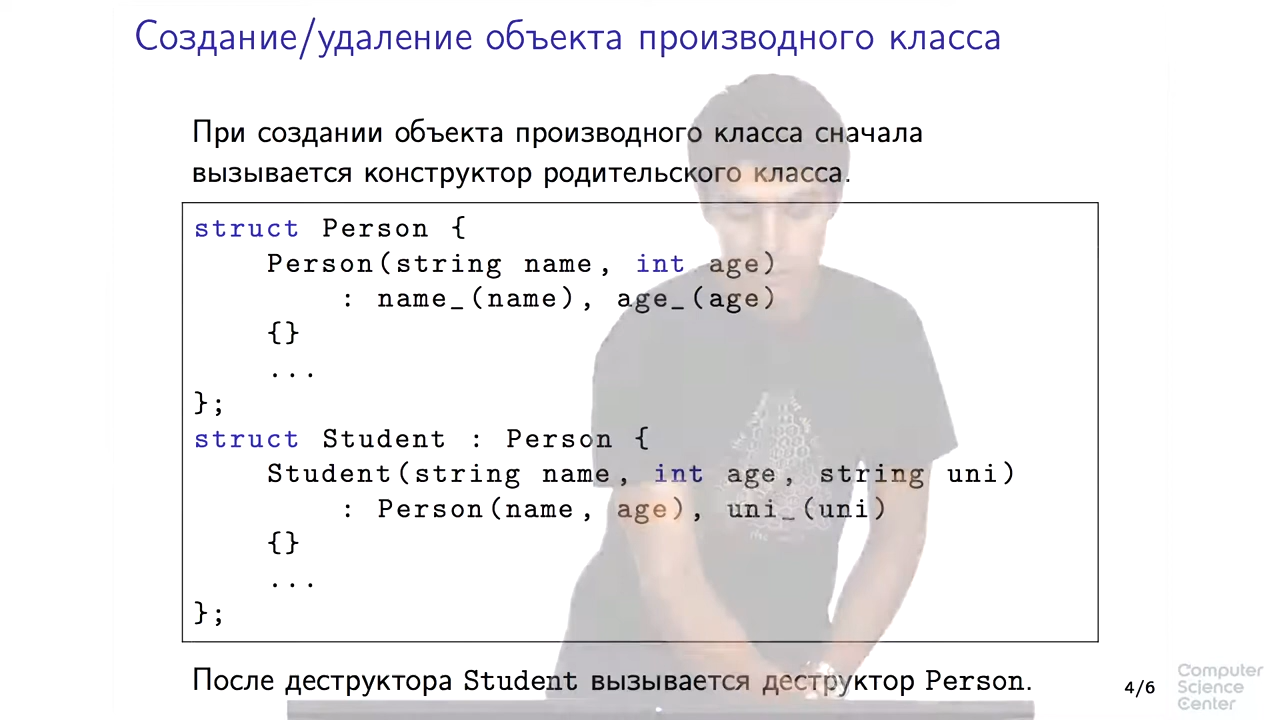 Создание/удаление объекта производного класса
При создании объекта производного класса сначала
вызывается конструктор родительского класса.
struct Person {
    Person(string name, int age)
        : name_(name), age_(age)
    {}
    ...
};
struct Student : Person {
    Student(string name, int age, string uni)
        : Person(name, age), uni_(uni)
    {}
    ...
};
После деструктора Student вызывается деструктор Person.
4/6
Computer
Science
Center